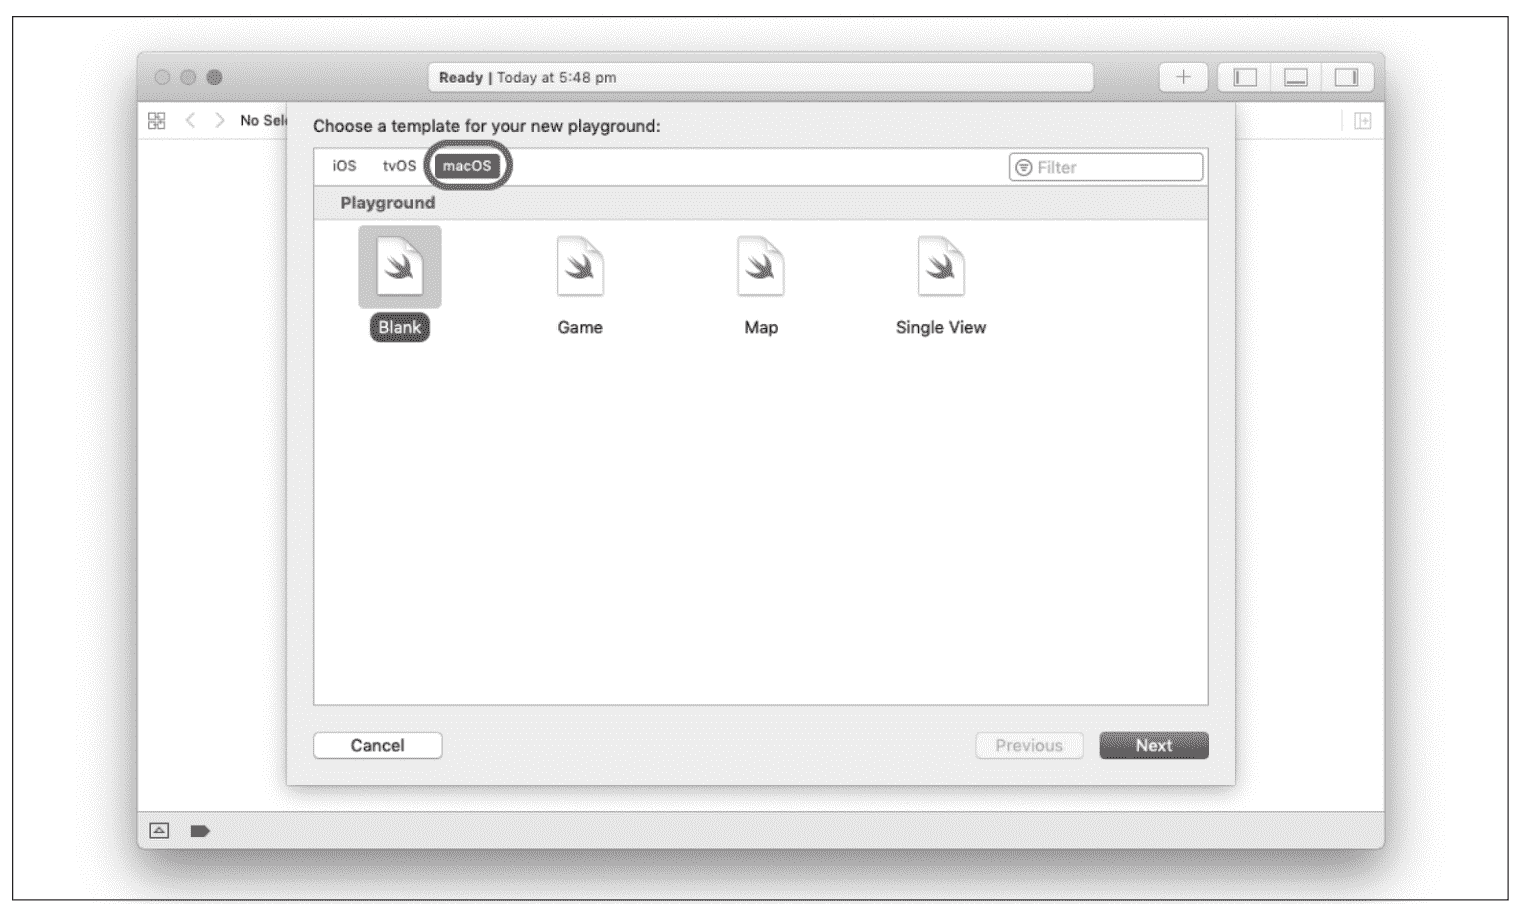 Ready | Today at 5:48 pm
No Sele
Choose a template for your new playground:
iOS tvOS macOS Filter
Playground
Blank Game Map Single View
Cancel Previous Next